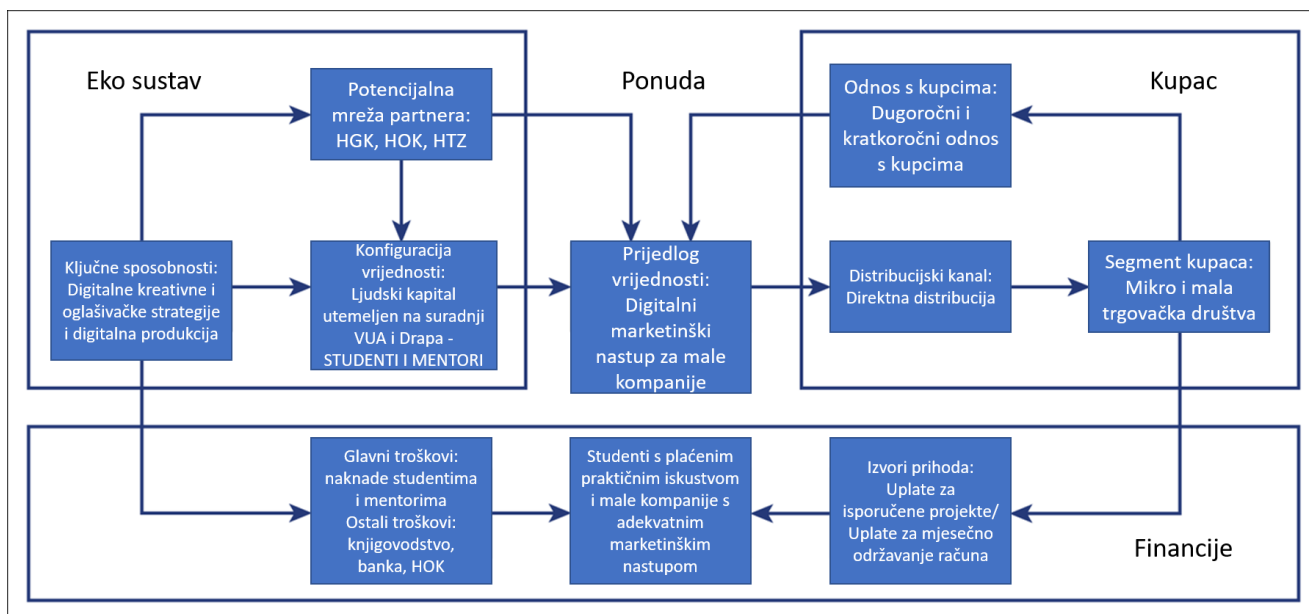 Eko sustav
Potencijalna
mreža partnera:
HGK, HOK, HTZ
Ponuda
Odnos s kupcima:
Dugoročni i
kratkoročni odnos
s kupcima
Kupac
Ključne sposobnosti:
Digitalne kreativne i
oglašivačke strategije
i digitalna produkcija
Konfiguracija
vrijednosti:
Ljudski kapital
utemeljen na suradnji
VUA i Drapa -
STUDENTI I MENTORI
Prijedlog
vrijednosti:
Digitalni
marketinški
nastup za male
kompanije
Distribucijski kanal:
Direktna distribucija
Segment kupaca:
Mikro i mala
trgovačka društva
Glavni troškovi:
naknade studentima
i mentorima
Ostali troškovi:
knjigovodstvo,
banka, HOK
Studenti s plaćenim
praktičnim iskustvom
i male kompanije s
adekvatnim
marketinškim
nastupom
Izvori prihoda:
Uplate za
isporučene projekte/
Uplate za mjesečno
održavanje računa
Financije